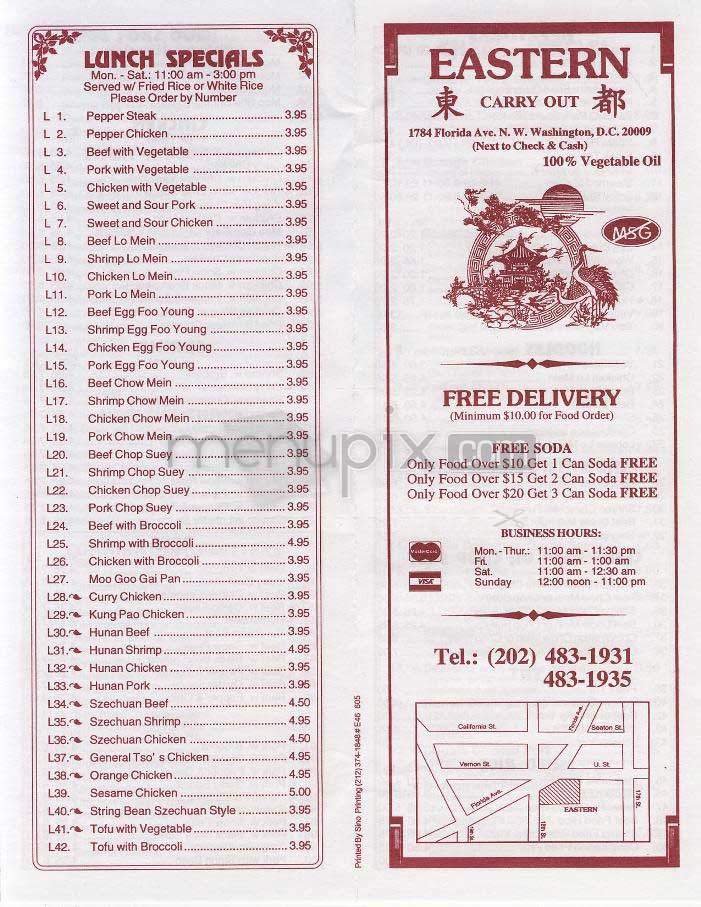 LUNCH SPECIALS
Mon. - Sat.: 11:00 am - 3:00 pm
Served w/ Fried Rice or White Rice
Please Order by Number
L 1. Pepper Steak 3.95
L 2. Pepper Chicken 3.95
L 3. Beef with Vegetable 3.95
L 4. Pork with Vegetable 3.95
L 5. Chicken with Vegetable 3.95
L 6. Sweet and Sour Pork 3.95
L 7. Sweet and Sour Chicken 3.95
L 8. Beef Lo Mein 3.95
L 9. Shrimp Lo Mein 3.95
L10. Chicken Lo Mein 3.95
L11. Pork Lo Mein 3.95
L12. Beef Egg Foo Young 3.95
L13. Shrimp Egg Foo Young 3.95
L14. Chicken Egg Foo Young 3.95
L15. Pork Egg Foo Young 3.95
L16. Beef Chow Mein 3.95
L17. Shrimp Chow Mein 3.95
L18. Chicken Chow Mein 3.95
L19. Pork Chow Mein 3.95
L20. Beef Chop Suey 3.95
L21. Shrimp Chop Suey 3.95
L22. Chicken Chop Suey 3.95
L23. Pork Chop Suey 3.95
L24. Beef with Broccoli 3.95
L25. Shrimp with Broccoli 4.95
L26. Chicken with Broccoli 3.95
L27. Moo Goo Gai Pan 3.95
L28. Curry Chicken 3.95
L29. Kung Pao Chicken 3.95
L30. Hunan Beef 3.95
L31. Hunan Shrimp 4.95
L32. Hunan Chicken 3.95
L33. Hunan Pork 3.95
L34. Szechuan Beef 4.50
L35. Szechuan Shrimp 4.95
L36. Szechuan Chicken 4.50
L37. General Tso's Chicken 4.95
L38. Orange Chicken 4.95
L39. Sesame Chicken 5.00
L40. String Bean Szechuan Style 3.95
L41. Tofu with Vegetable 3.95
L42. Tofu with Broccoli 3.95
Printed By Sino Printing (212) 374-1848 # E46 805
EASTERN
東 CARRY OUT 都
1784 Florida Ave. N. W. Washington, D.C. 20009
(Next to Check & Cash)
100% Vegetable Oil
MSG
FREE DELIVERY
(Minimum $10.00 for Food Order)
FREE SODA
Only Food Over $10 Get 1 Can Soda FREE
Only Food Over $15 Get 2 Can Soda FREE
Only Food Over $20 Get 3 Can Soda FREE
menupix.com
BUSINESS HOURS:
MasterCard
VISA
Mon. - Thur.: 11:00 am - 11:30 pm
Fri. 11:00 am - 1:00 am
Sat. 11:00 am - 12:30 am
Sunday 12:00 noon - 11:00 pm
Tel.: (202) 483-1931
483-1935
California St.
Florida Ave.
Seaton St.
Vernon St.
U. St.
Florida Ave.
EASTERN
18th St.
17th St.